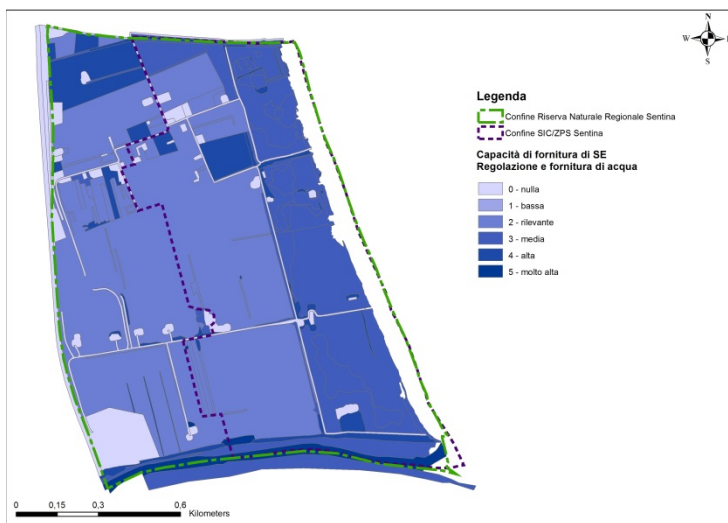 N
W
S
Legenda
Confine Riserva Naturale Regionale Sentina
Confine SIC/ZPS Sentina
Capacità di fornitura di SE
Regolazione e fornitura di acqua
0 - nulla
1 - bassa
2 - rilevante
3 - media
4 - alta
5 - molto alta
0 0,15 0,3 0,6
Kilometers